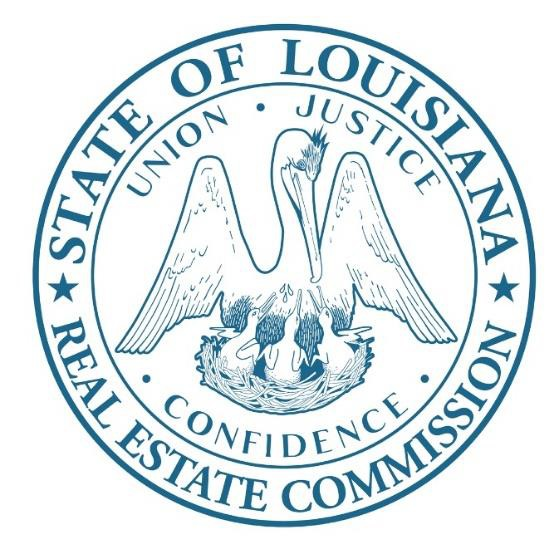 ★ STATE OF LOUISIANA ★
REAL ESTATE COMMISSION
UNION • JUSTICE
• CONFIDENCE •